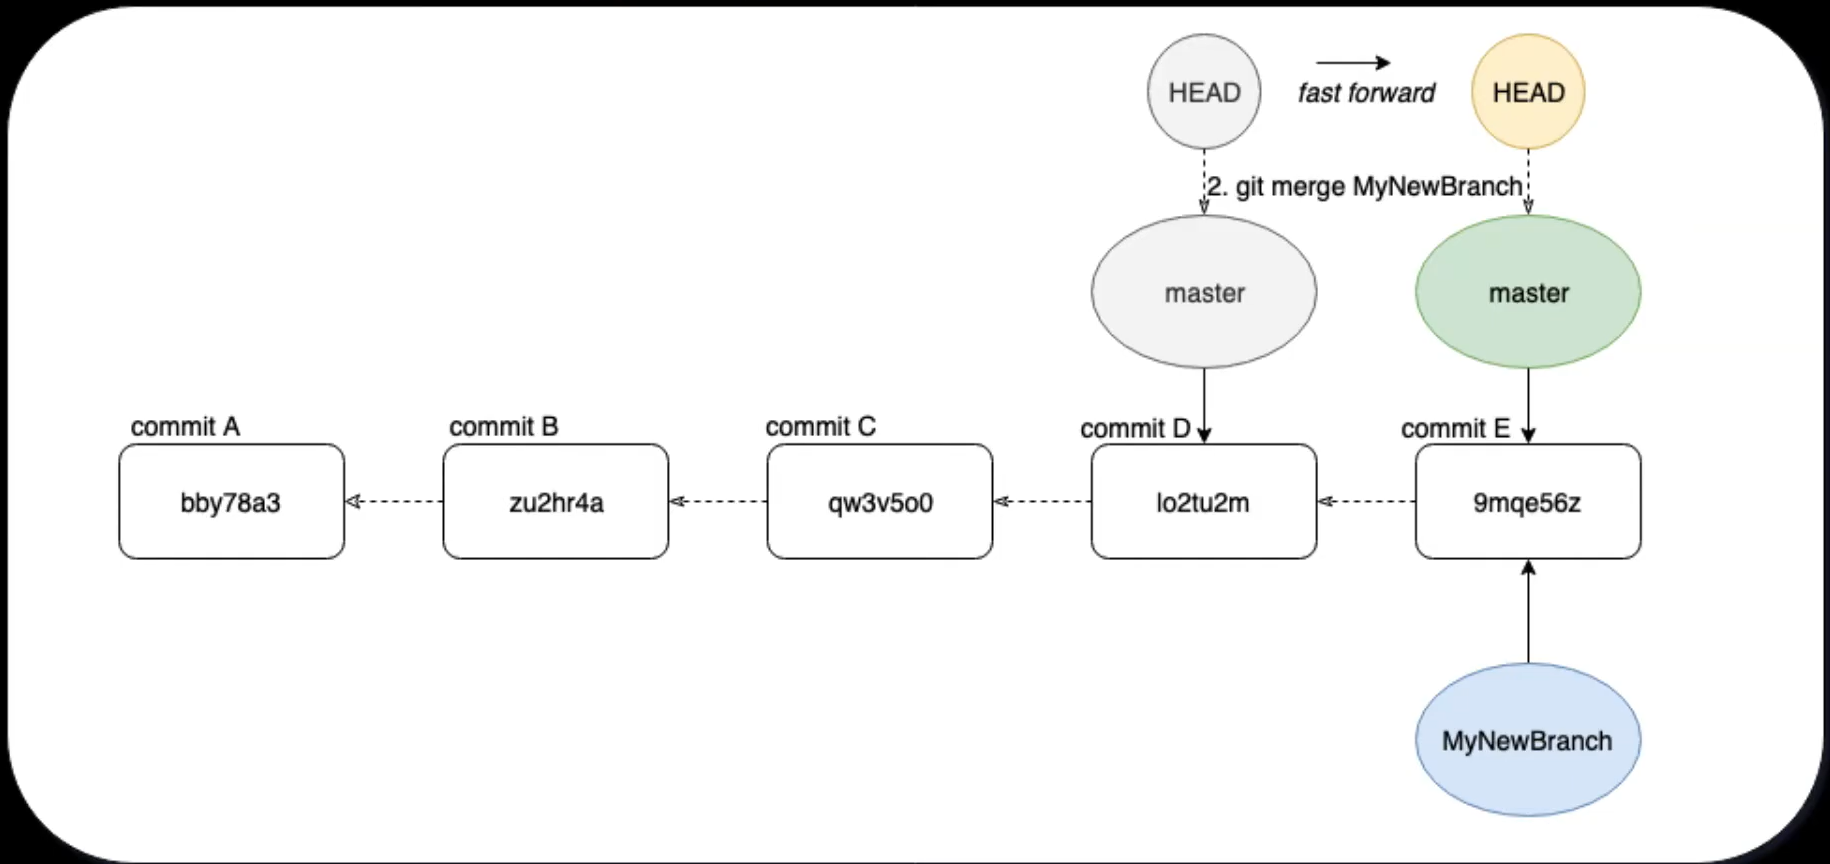 HEAD
fast forward
HEAD
2. git merge MyNewBranch
master
master
commit A
commit B
commit C
commit D
commit E
bby78a3
zu2hr4a
qw3v5o0
lo2tu2m
9mqe56z
MyNewBranch